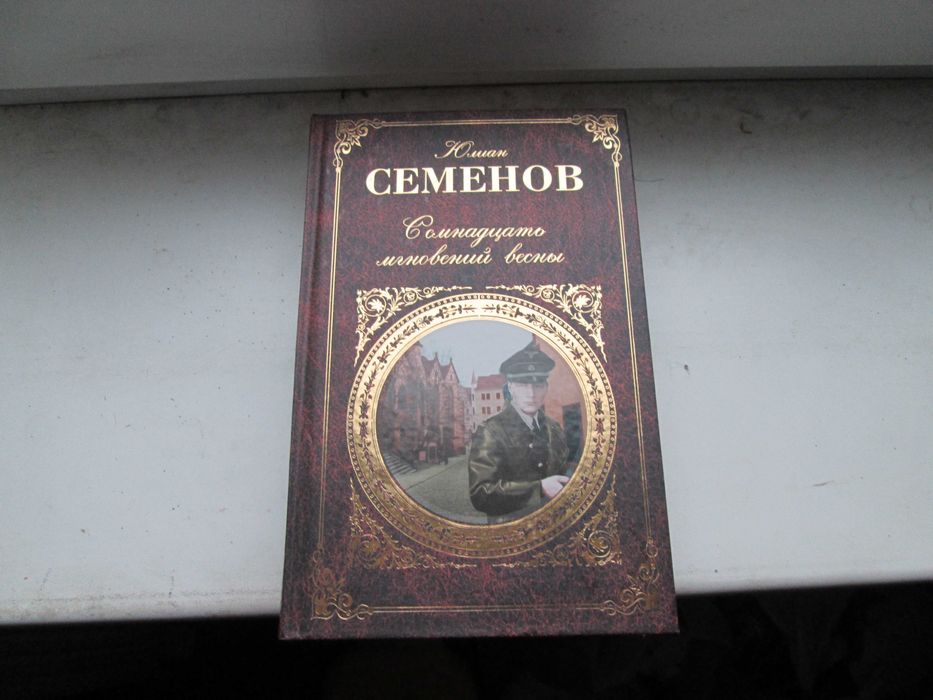 Юлиан
СЕМЕНОВ
Семнадцать
мгновений весны